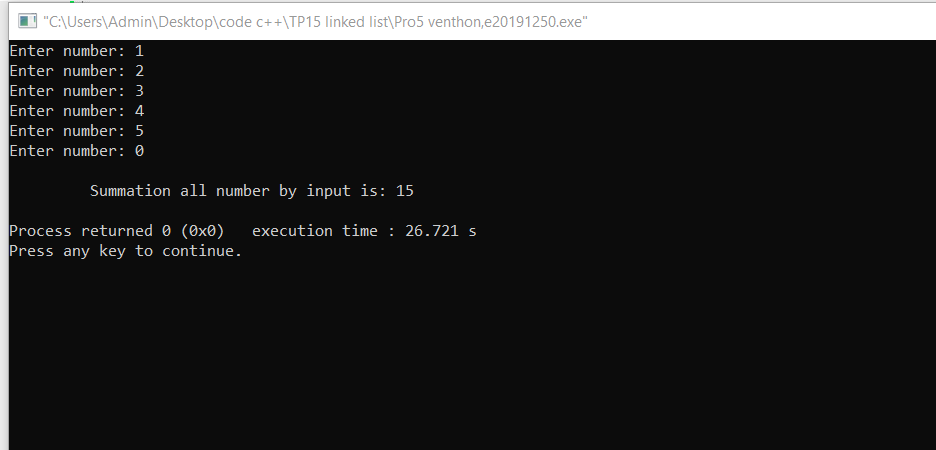 "C:\Users\Admin\Desktop\code c++\TP15 linked list\Pro5 venthon,e20191250.exe"
Enter number: 1
Enter number: 2
Enter number: 3
Enter number: 4
Enter number: 5
Enter number: 0
Summation all number by input is: 15
Process returned 0 (0x0)   execution time : 26.721 s
Press any key to continue.